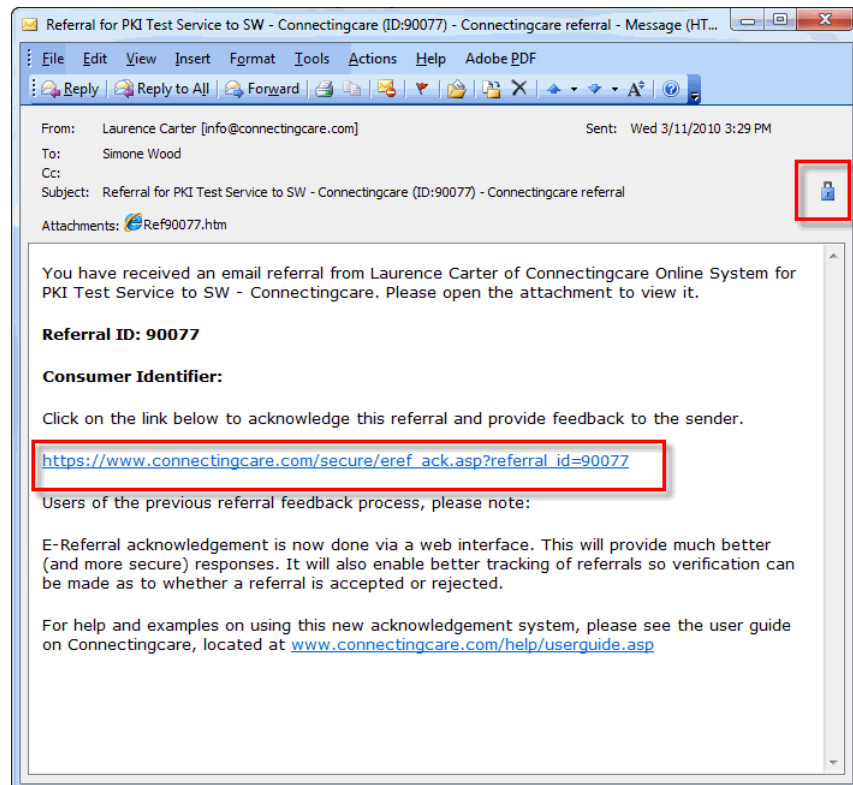 Referral for PKI Test Service to SW - Connectingcare (ID:90077) - Connectingcare referral - Message (HT...
File Edit View Insert Format Tools Actions Help Adobe PDF
Reply Reply to All Forward
From: Laurence Carter [info@connectingcare.com] Sent: Wed 3/11/2010 3:29 PM
To: Simone Wood
Cc:
Subject: Referral for PKI Test Service to SW - Connectingcare (ID:90077) - Connectingcare referral
Attachments: Ref90077.htm
You have received an email referral from Laurence Carter of Connectingcare Online System for
PKI Test Service to SW - Connectingcare. Please open the attachment to view it.
Referral ID: 90077
Consumer Identifier:
Click on the link below to acknowledge this referral and provide feedback to the sender.
https://www.connectingcare.com/secure/eref_ack.asp?referral_id=90077
Users of the previous referral feedback process, please note:
E-Referral acknowledgement is now done via a web interface. This will provide much better
(and more secure) responses. It will also enable better tracking of referrals so verification can
be made as to whether a referral is accepted or rejected.
For help and examples on using this new acknowledgement system, please see the user guide
on Connectingcare, located at www.connectingcare.com/help/userguide.asp